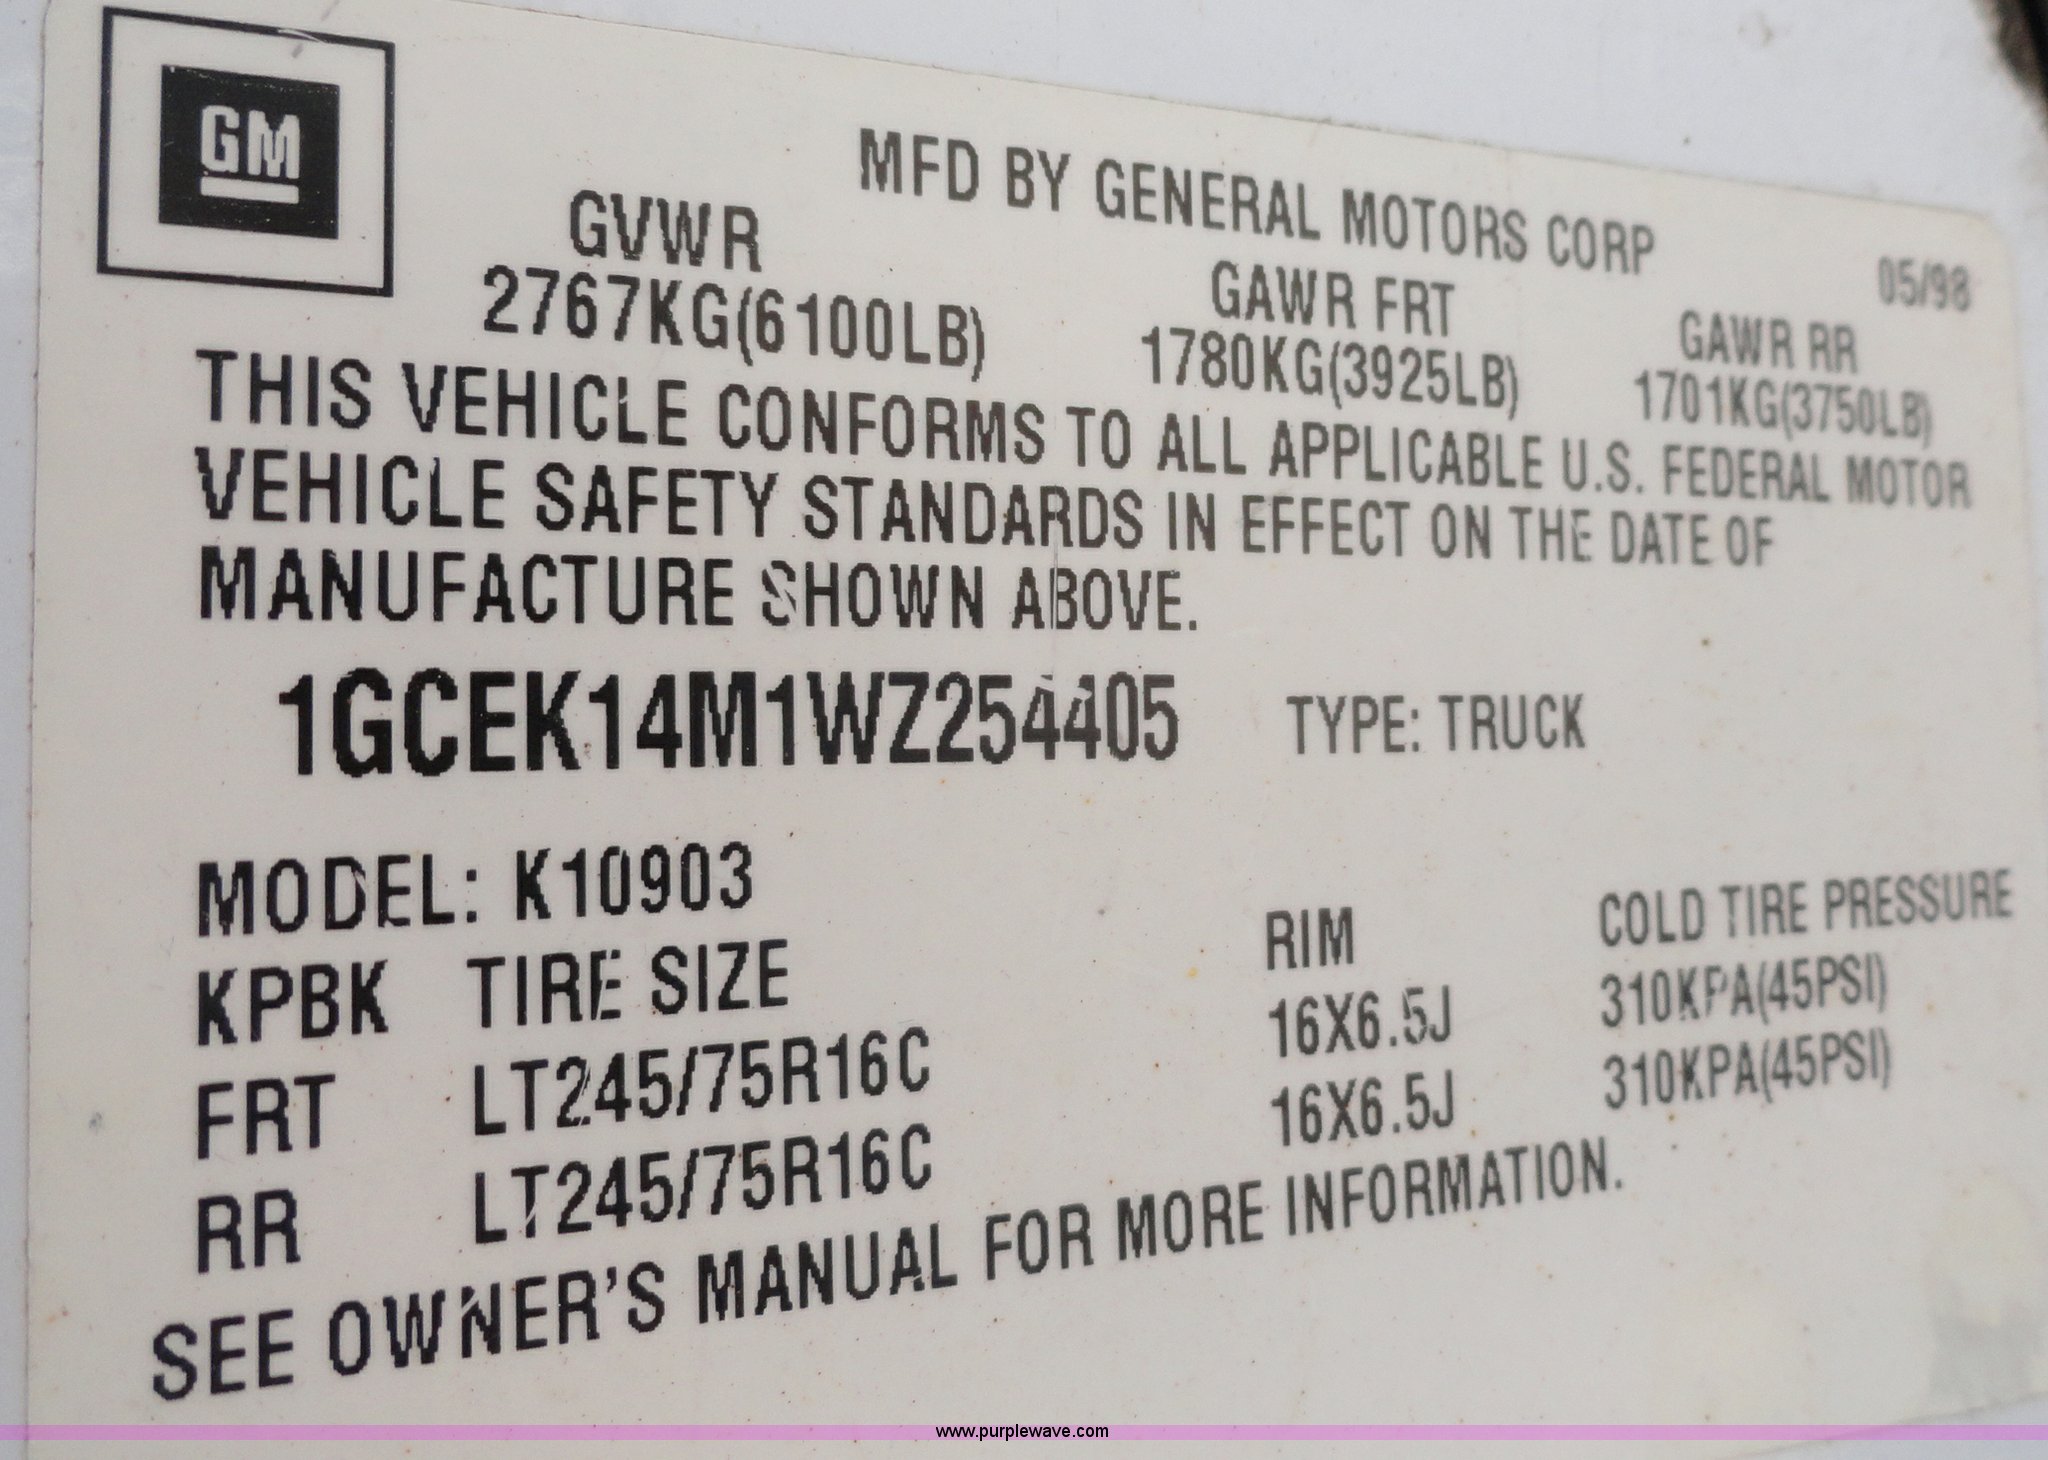 GM
MFD BY GENERAL MOTORS CORP
05/98
GVWR GAWR FRT GAWR RR
2767KG(6100LB) 1780KG(3925LB) 1701KG(3750LB)
THIS VEHICLE CONFORMS TO ALL APPLICABLE U.S. FEDERAL MOTOR
VEHICLE SAFETY STANDARDS IN EFFECT ON THE DATE OF
MANUFACTURE SHOWN ABOVE.
1GCEK14M1WZ254405 TYPE: TRUCK
MODEL: K10903
KPBK TIRE SIZE RIM COLD TIRE PRESSURE
FRT LT245/75R16C 16X6.5J 310KPA(45PSI)
RR LT245/75R16C 16X6.5J 310KPA(45PSI)
SEE OWNER'S MANUAL FOR MORE INFORMATION.
www.purplewave.com